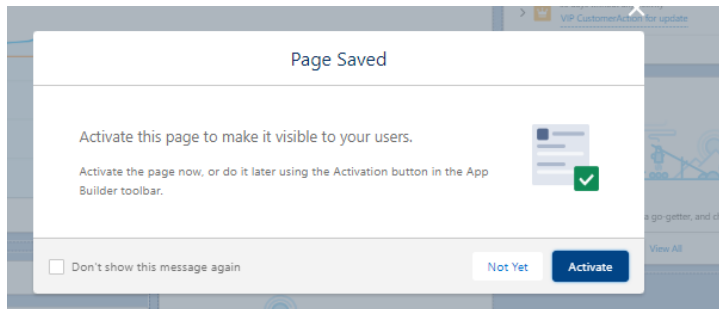 VIP CustomerAction for update
Page Saved
Activate this page to make it visible to your users.
Activate the page now, or do it later using the Activation button in the App
Builder toolbar.
a go-getter, and
View All
Don't show this message again
Not Yet
Activate